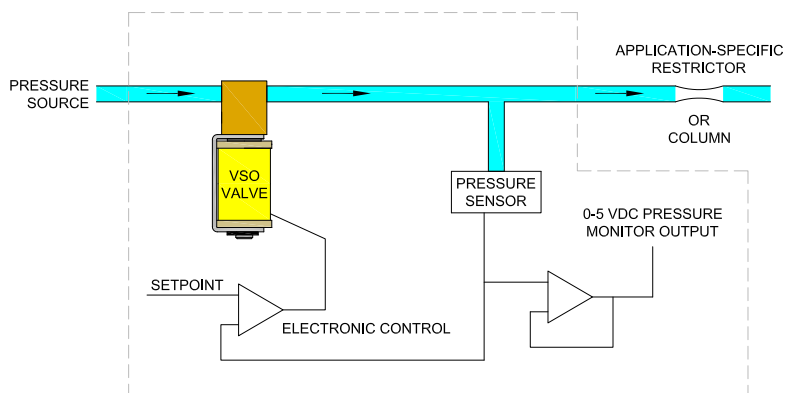 APPLICATION-SPECIFIC
RESTRICTOR
PRESSURE
SOURCE
OR
COLUMN
VSO
VALVE
PRESSURE
SENSOR
0-5 VDC PRESSURE
MONITOR OUTPUT
SETPOINT
ELECTRONIC CONTROL